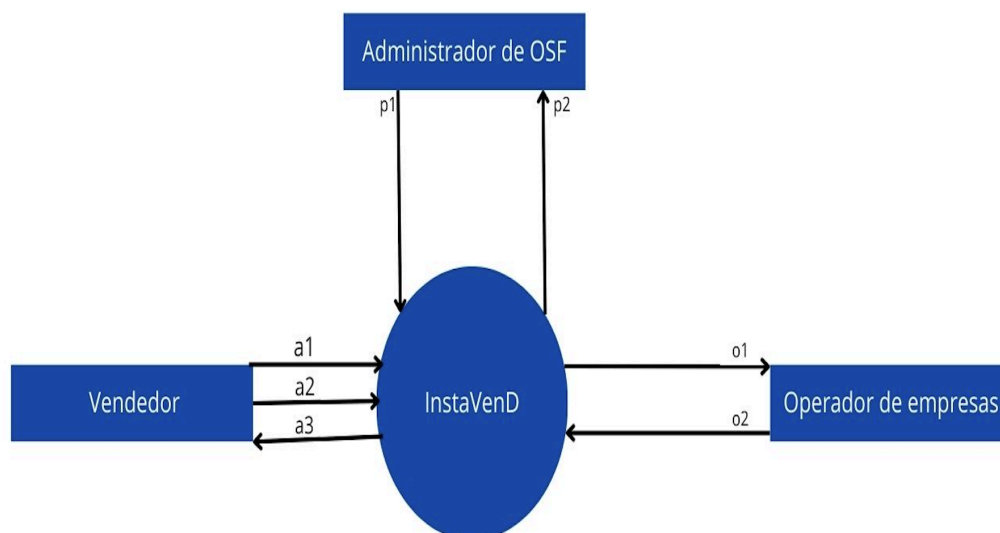 Administrador de OSF
p1
p2
a1
a2
a3
Vendedor
InstaVenD
o1
o2
Operador de empresas